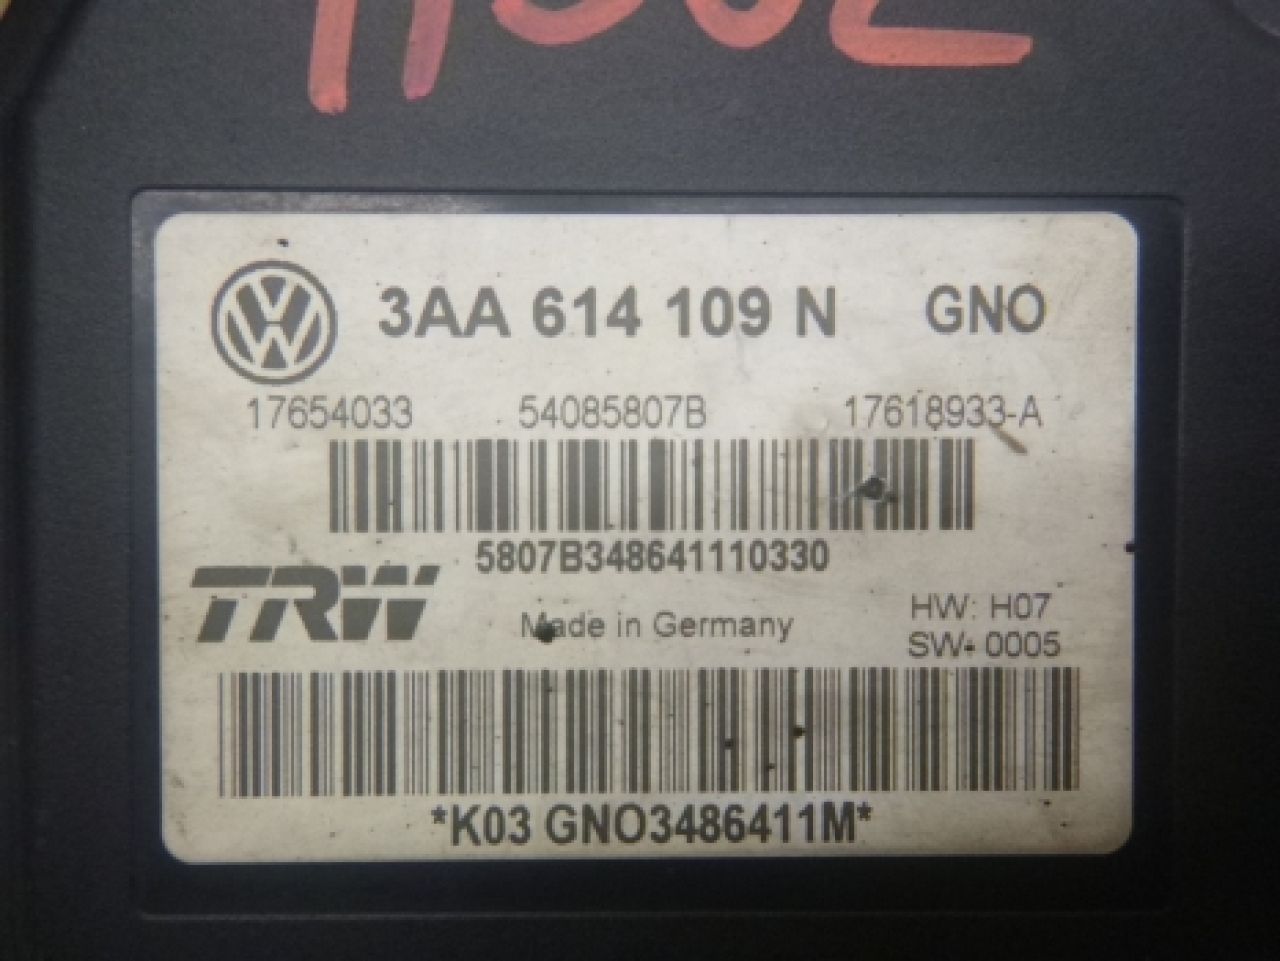 3AA 614 109 N GNO
17654033 54085807B 17618933-A
5807B348641110330
TRW
Made in Germany
HW: H07
SW: 0005
*K03 GNO3486411M*